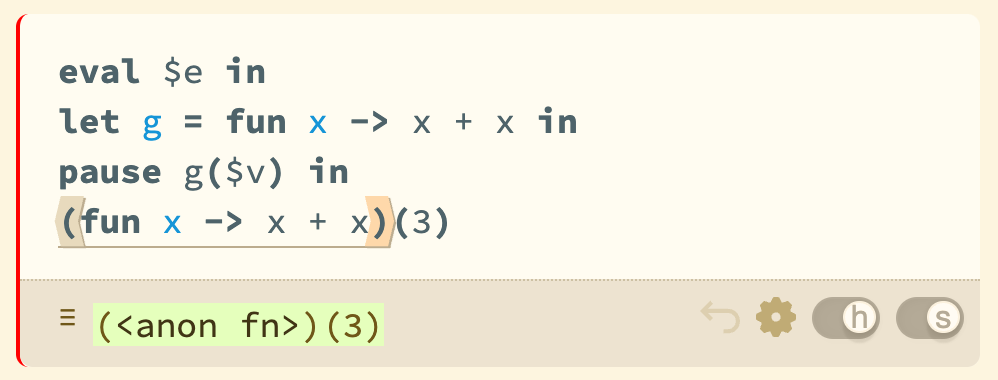 eval $e in
let g = fun x -> x + x in
pause g($v) in
(fun x -> x + x)(3)
(<anon fn>)(3)
h s